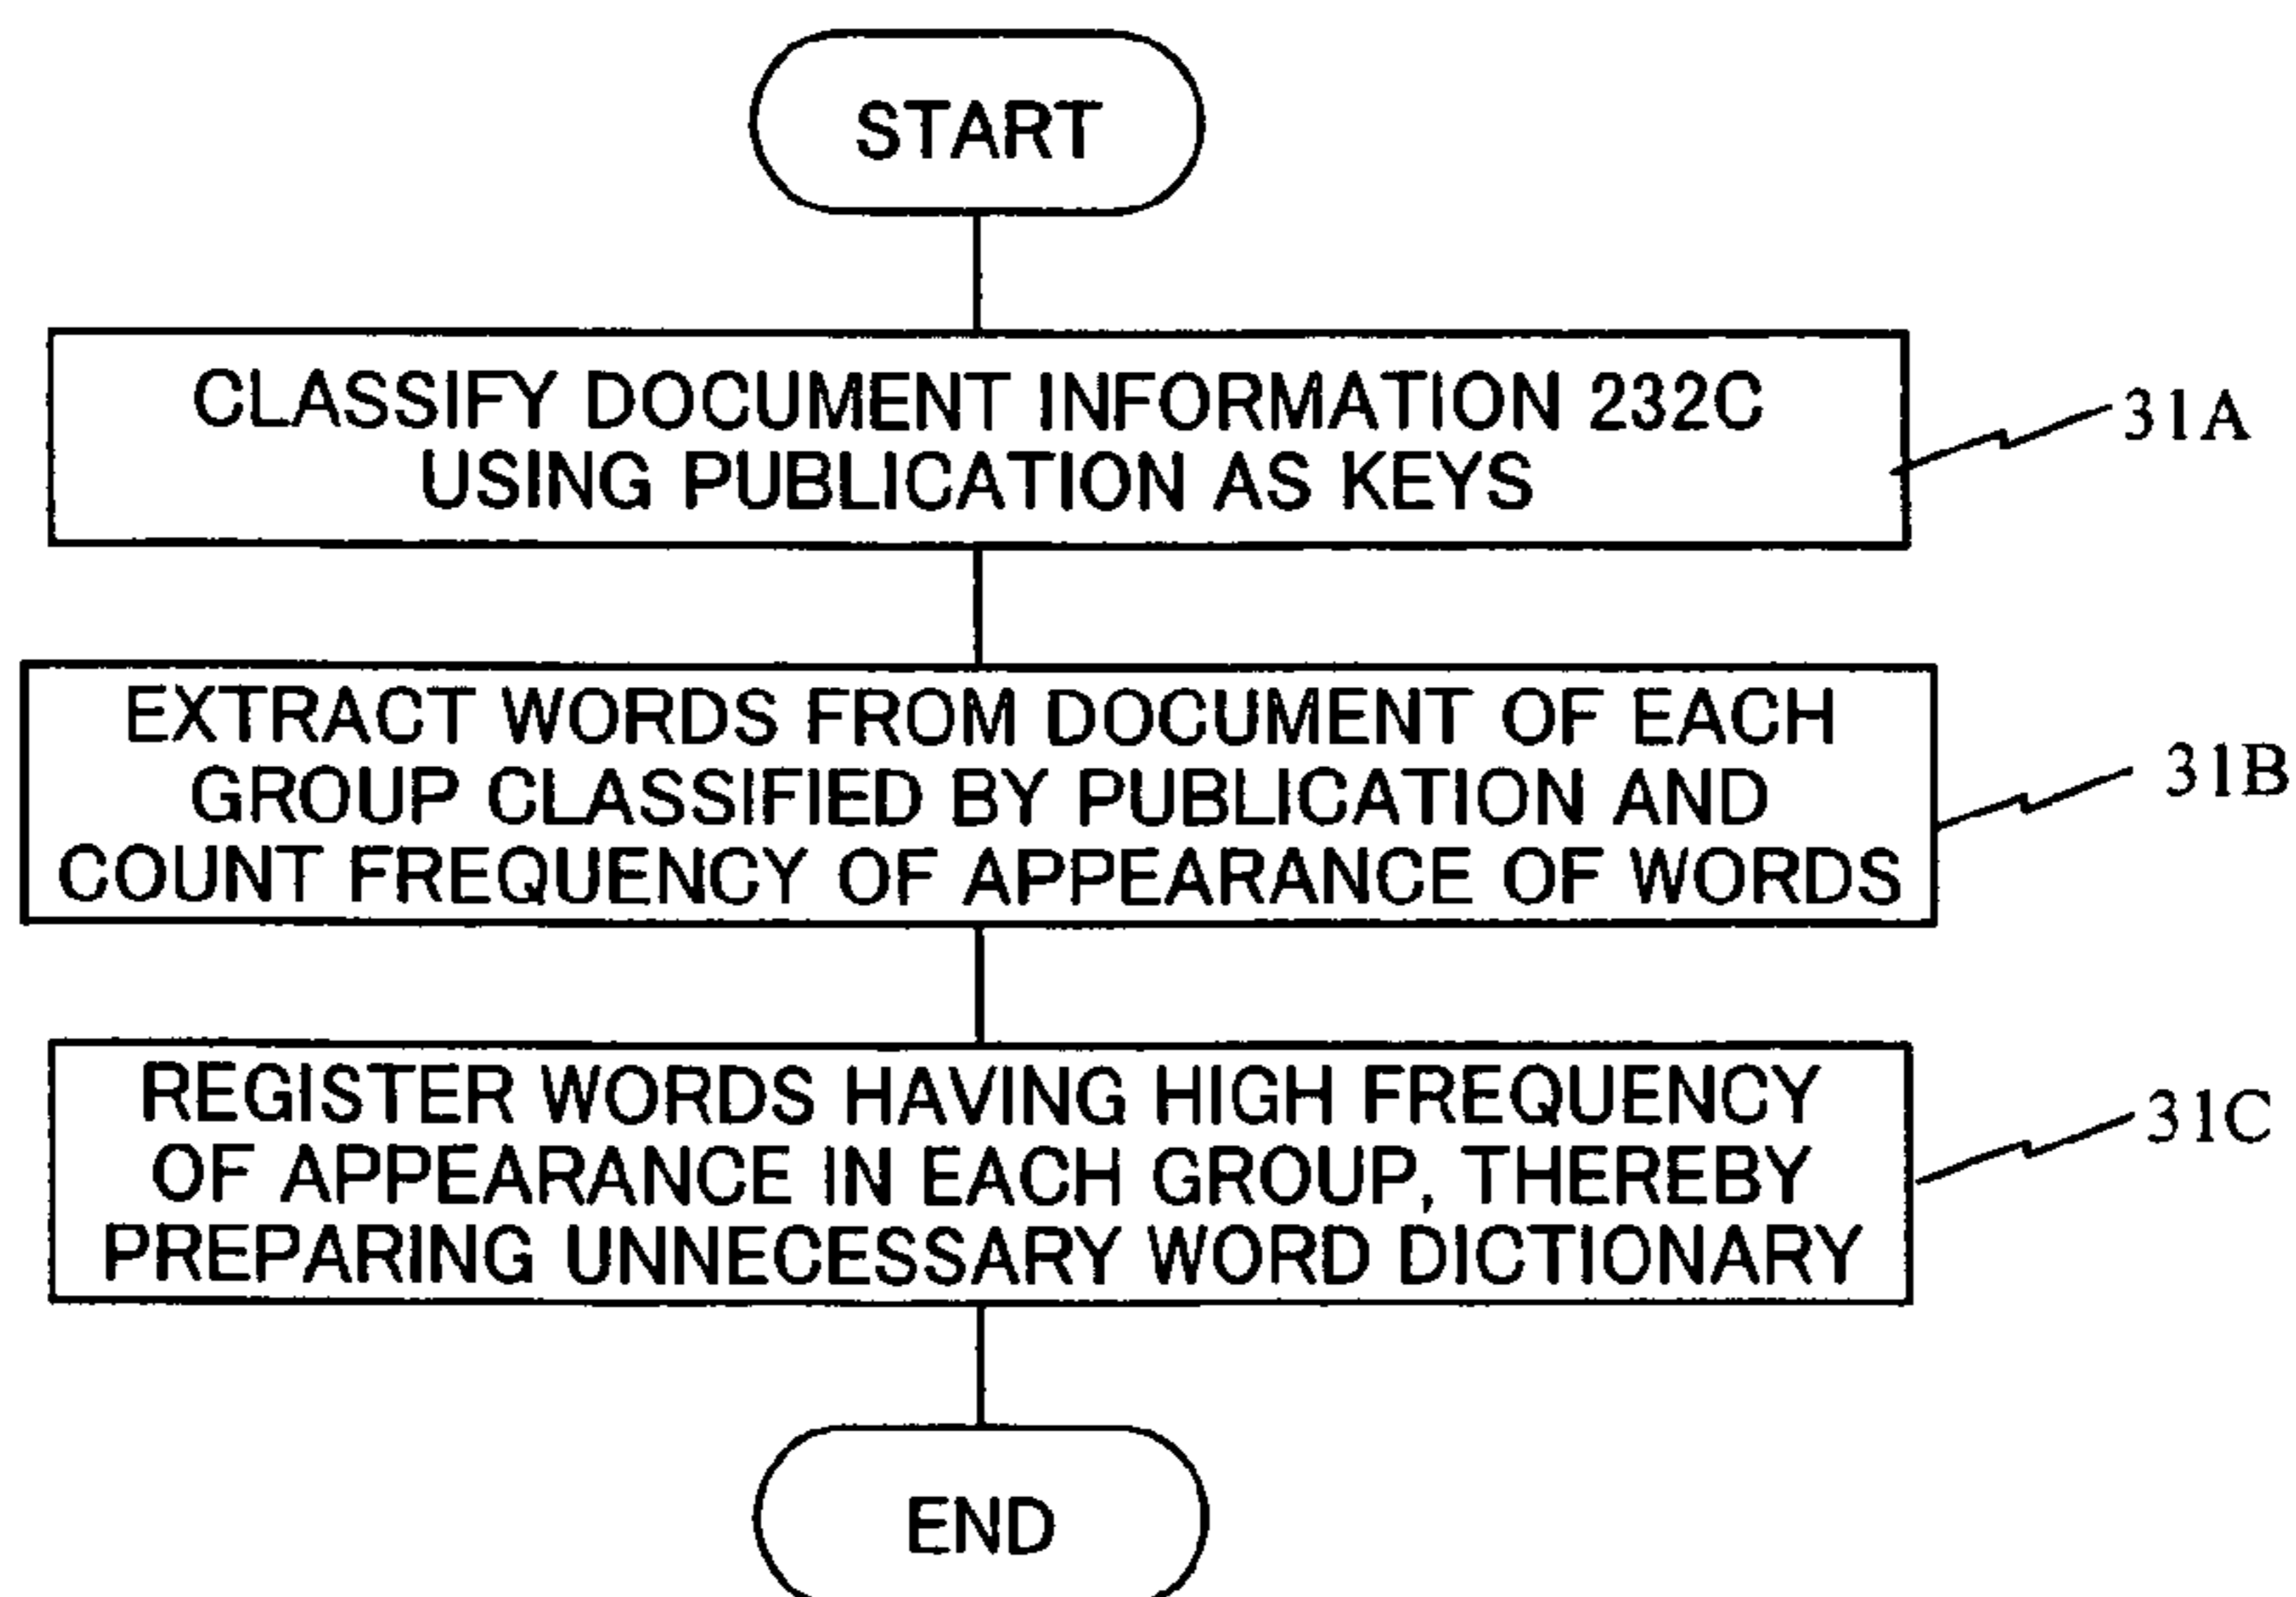 START
CLASSIFY DOCUMENT INFORMATION 232C
USING PUBLICATION AS KEYS
31A
EXTRACT WORDS FROM DOCUMENT OF EACH
GROUP CLASSIFIED BY PUBLICATION AND
COUNT FREQUENCY OF APPEARANCE OF WORDS
31B
REGISTER WORDS HAVING HIGH FREQUENCY
OF APPEARANCE IN EACH GROUP, THEREBY
PREPARING UNNECESSARY WORD DICTIONARY
31C
END